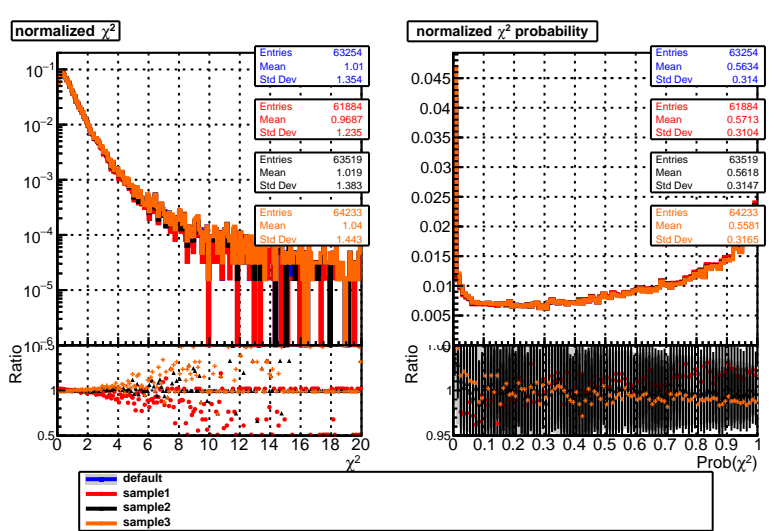 normalized χ²
Entries 63254
Mean 1.01
Std Dev 1.354
Entries 61884
Mean 0.9687
Std Dev 1.235
Entries 63519
Mean 1.019
Std Dev 1.383
Entries 64233
Mean 1.04
Std Dev 1.443
10⁻¹
10⁻²
10⁻³
10⁻⁴
10⁻⁵
Ratio
1
0.5
0 2 4 6 8 10 12 14 16 18 20
χ²
normalized χ² probability
Entries 63254
Mean 0.5634
Std Dev 0.314
Entries 61884
Mean 0.5713
Std Dev 0.3104
Entries 63519
Mean 0.5618
Std Dev 0.3147
Entries 64233
Mean 0.5581
Std Dev 0.3165
0.045
0.04
0.035
0.03
0.025
0.02
0.015
0.01
0.005
Ratio
1
0.95
0 0.1 0.2 0.3 0.4 0.5 0.6 0.7 0.8 0.9 1
Prob(χ²)
default
sample1
sample2
sample3